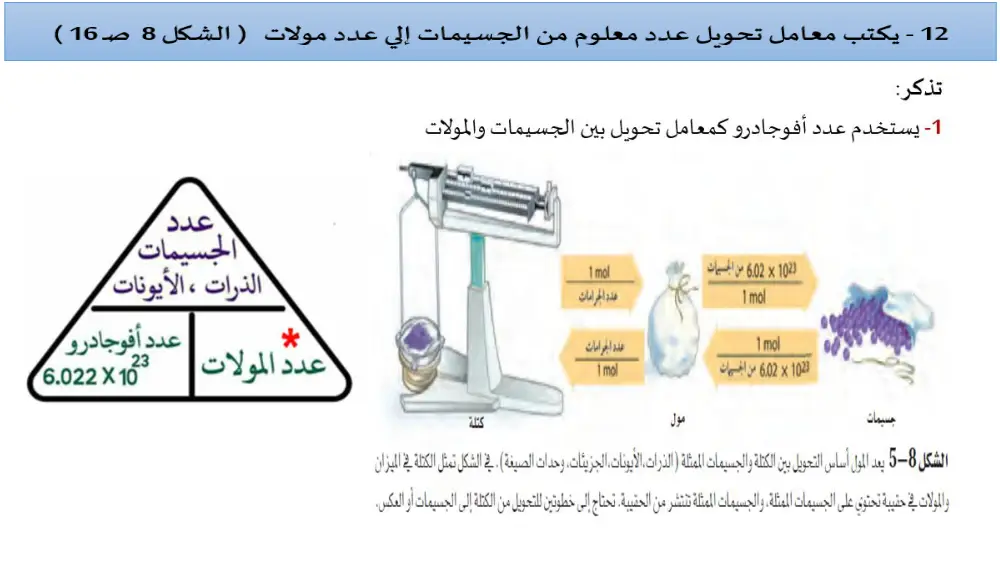 12 - يكتب معامل تحويل عدد معلوم من الجسيمات إلي عدد مولات ( الشكل 8 صـ 16 )
تذكر:
1- يستخدم عدد أفوجادرو كمعامل تحويل بين الجسيمات والمولات
عدد
الجسيمات
الذرات ، الأيونات
*
عدد المولات
عدد أفوجادرو
6.022 X 10²³
1 mol
عدد الجرامات
6.02 × 10²³ من الجسيمات
1 mol
عدد الجرامات
1 mol
1 mol
6.02 × 10²³ من الجسيمات
كتلة
مول
جسيمات
الشكل 8–5 يعد المول أساس التحويل بين الكتلة والجسيمات الممثلة (الذرات، الأيونات، الجزيئات، وحدات الصيغة). في الشكل تمثل الكتلة في الميزان
والمولات في حقيبة تحتوي على الجسيمات الممثلة، والجسيمات الممثلة تنتشر من الحقيبة. تحتاج إلى خطوتين للتحويل من الكتلة إلى الجسيمات أو العكس.